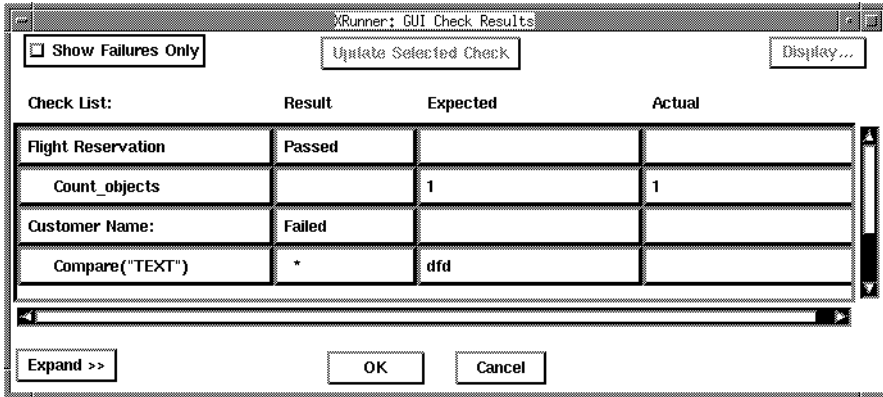 XRunner: GUI Check Results
Show Failures Only Update Selected Check Display...
Check List: Result Expected Actual
Flight Reservation Passed
Count_objects 1 1
Customer Name: Failed
Compare("TEXT") * dfd
Expand >> OK Cancel